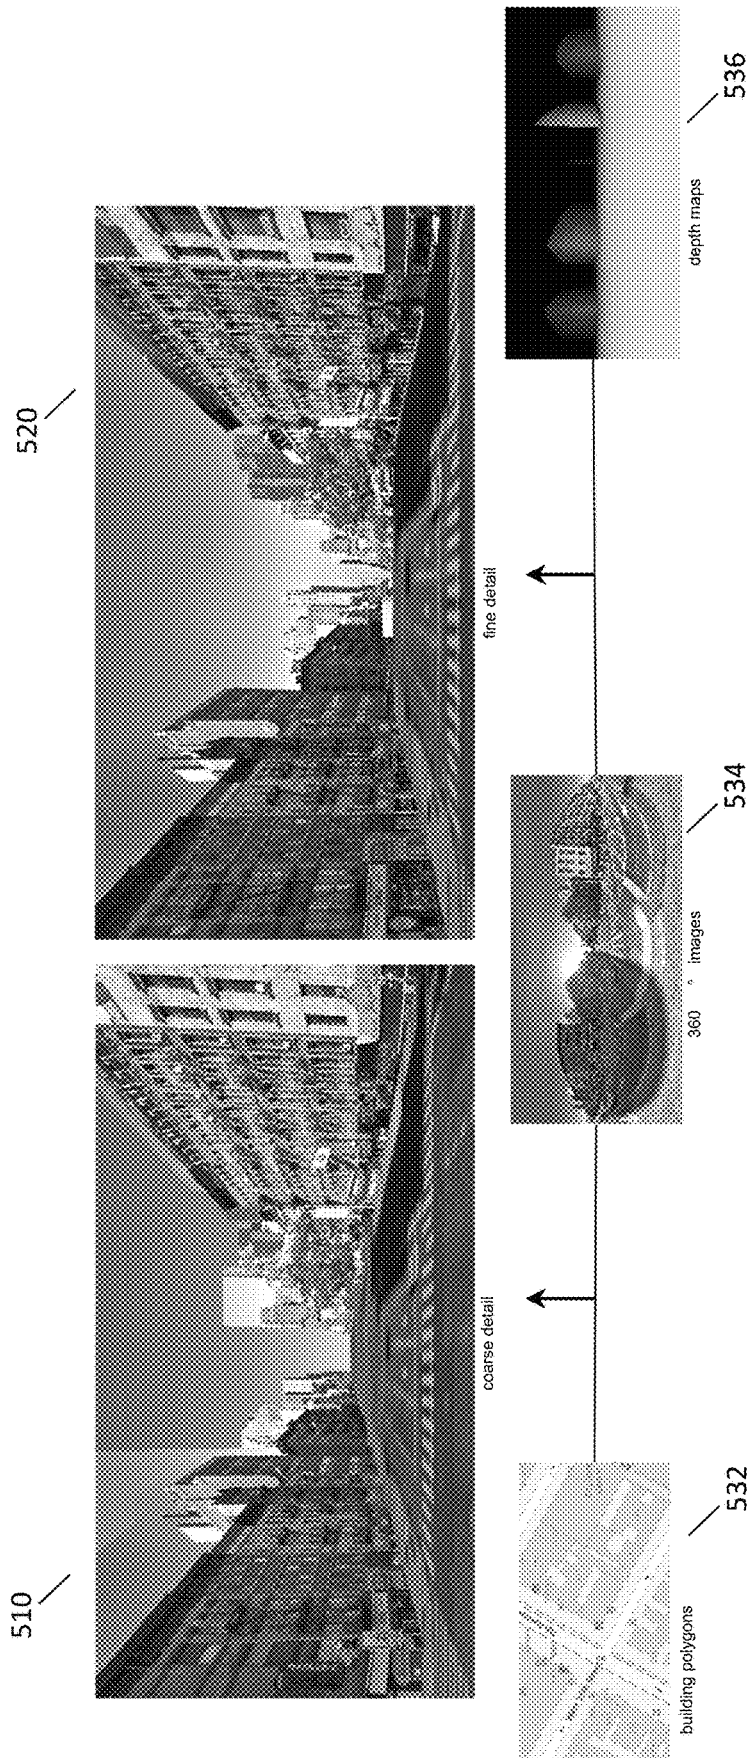 510
520
coarse detail
fine detail
building polygons
532
360 ° images
534
depth maps
536